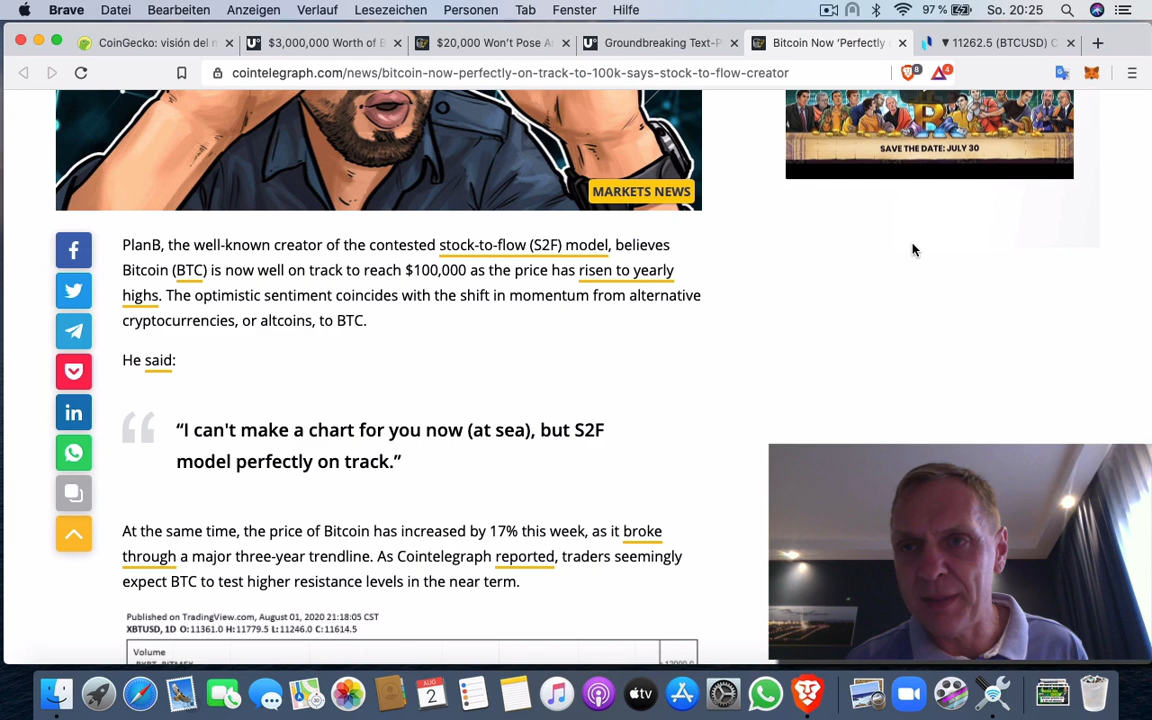 Brave Datei Bearbeiten Anzeigen Verlauf Lesezeichen Personen Tab Fenster Hilfe 97 % So. 20:25
CoinGecko: visión del $3,000,000 Worth of B $20,000 Won't Pose A Groundbreaking Text-P Bitcoin Now 'Perfectly ▼ 11262.5 (BTCUSD) C
cointelegraph.com/news/bitcoin-now-perfectly-on-track-to-100k-says-stock-to-flow-creator 8 4
SAVE THE DATE: JULY 30
MARKETS NEWS
PlanB, the well-known creator of the contested stock-to-flow (S2F) model, believes
Bitcoin (BTC) is now well on track to reach $100,000 as the price has risen to yearly
highs. The optimistic sentiment coincides with the shift in momentum from alternative
cryptocurrencies, or altcoins, to BTC.
He said:
“I can't make a chart for you now (at sea), but S2F
model perfectly on track.”
At the same time, the price of Bitcoin has increased by 17% this week, as it broke
through a major three-year trendline. As Cointelegraph reported, traders seemingly
expect BTC to test higher resistance levels in the near term.
Published on TradingView.com, August 01, 2020 21:18:05 CST
XBTUSD, 1D O:11361.0 H:11779.5 L:11246.0 C:11614.5
Volume
AUG
2
tv